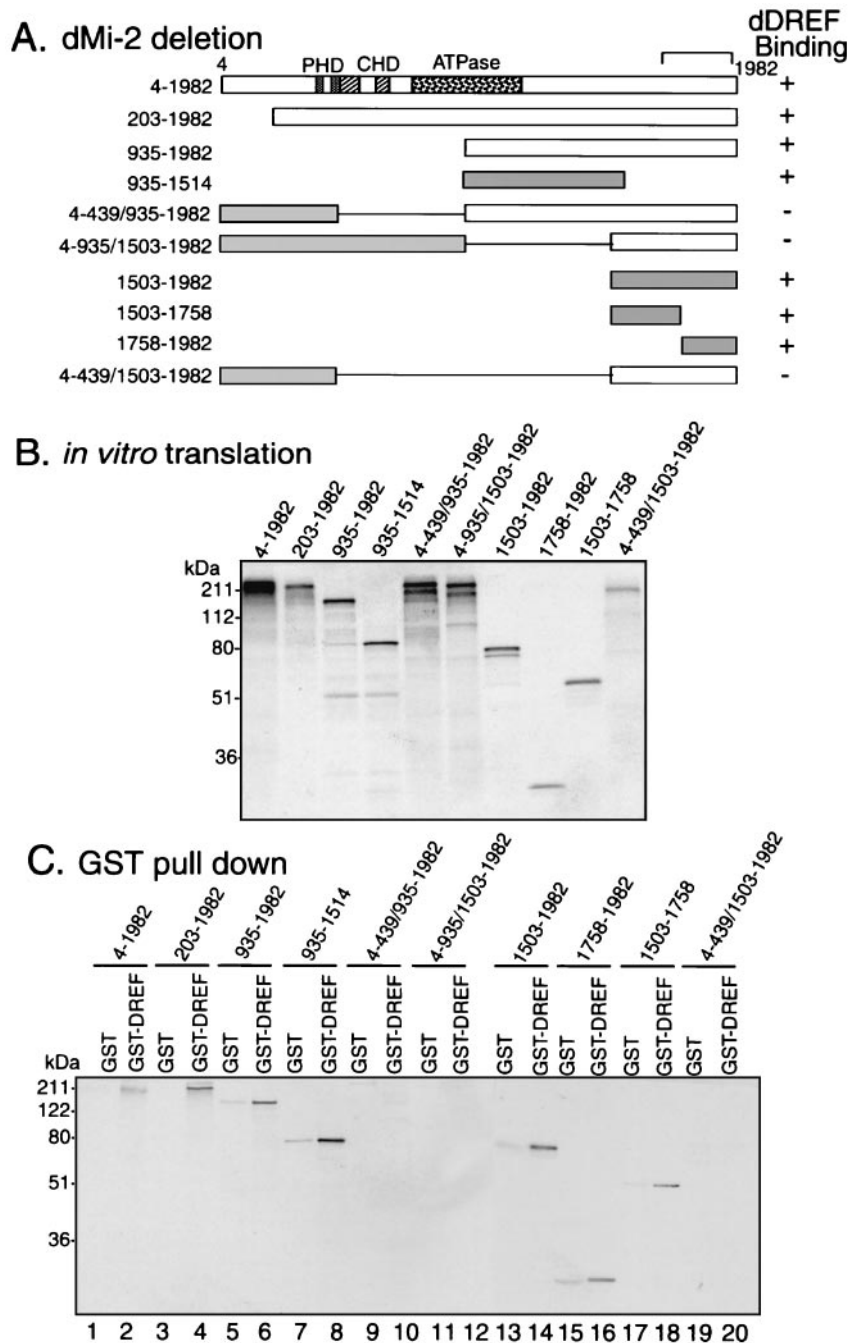 A. dMi-2 deletion
dDREF
Binding
4 PHD CHD ATPase 1982
4-1982 +
203-1982 +
935-1982 +
935-1514 +
4-439/935-1982 -
4-935/1503-1982 -
1503-1982 +
1503-1758 +
1758-1982 +
4-439/1503-1982 -
B. in vitro translation
4-1982 203-1982 935-1982 935-1514 4-439/935-1982 4-935/1503-1982 1503-1982 1758-1982 1503-1758 4-439/1503-1982
kDa
211-
112-
80-
51-
36-
C. GST pull down
4-1982 203-1982 935-1982 935-1514 4-439/935-1982 4-935/1503-1982 1503-1982 1758-1982 1503-1758 4-439/1503-1982
GST GST-DREF GST GST-DREF GST GST-DREF GST GST-DREF GST GST-DREF GST GST-DREF GST GST-DREF GST GST-DREF GST GST-DREF GST GST-DREF
kDa
211-
122-
80-
51-
36-
1 2 3 4 5 6 7 8 9 10 11 12 13 14 15 16 17 18 19 20